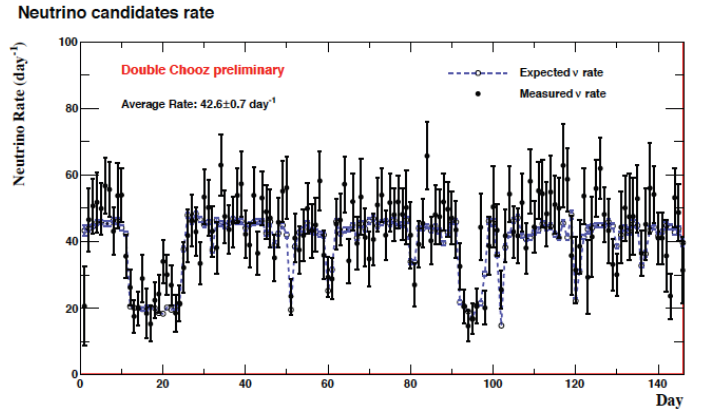 Neutrino candidates rate
Neutrino Rate (day⁻¹)
100
80
60
40
20
0
Double Chooz preliminary
Average Rate: 42.6±0.7 day⁻¹
Expected ν rate
Measured ν rate
0 20 40 60 80 100 120 140
Day